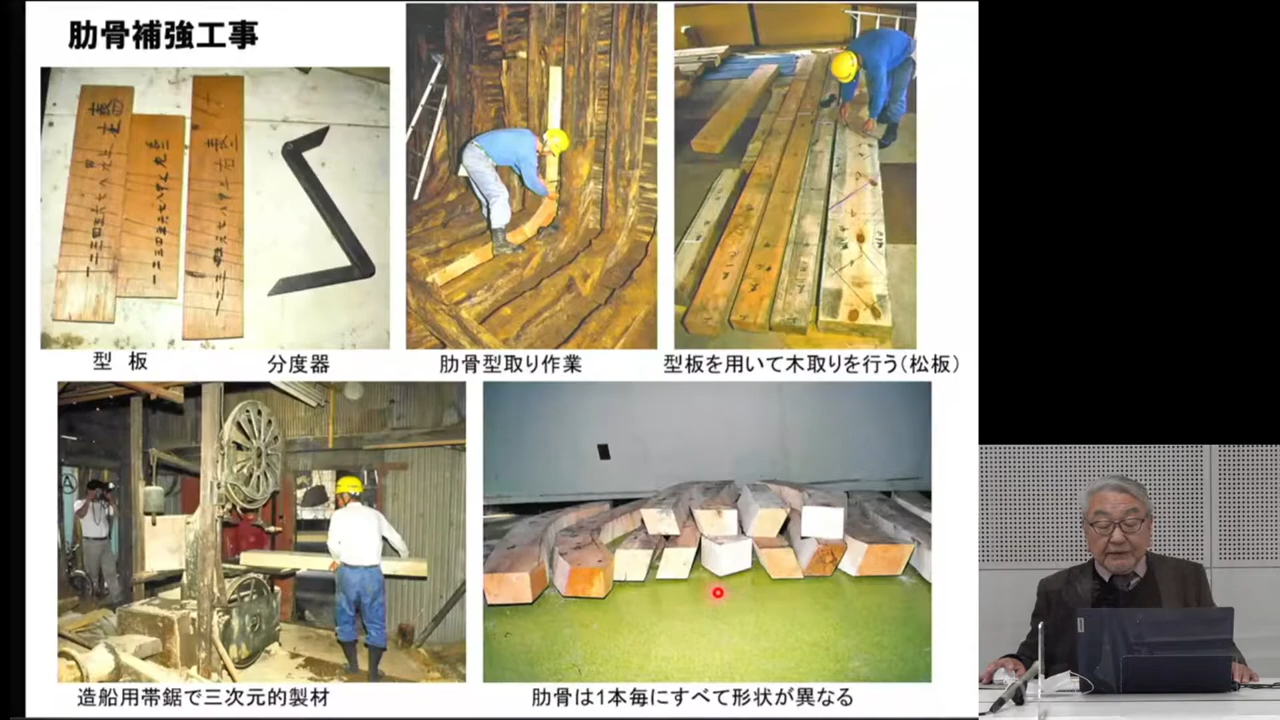 肋骨補強工事
型 板
分度器
肋骨型取り作業
型板を用いて木取りを行う(松板)
造船用帯鋸で三次元的製材
肋骨は1本毎にすべて形状が異なる